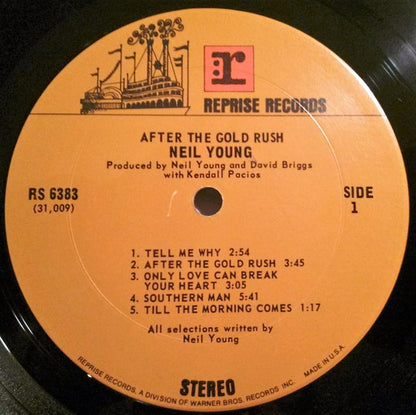 r:
REPRISE RECORDS
AFTER THE GOLD RUSH
NEIL YOUNG
Produced by Neil Young and David Briggs
with Kendall Pacios
RS 6383
(31,009)
SIDE
1
1. TELL ME WHY 2:54
2. AFTER THE GOLD RUSH 3:45
3. ONLY LOVE CAN BREAK
YOUR HEART 3:05
4. SOUTHERN MAN 5:41
5. TILL THE MORNING COMES 1:17
All selections written by
Neil Young
STEREO
REPRISE RECORDS, A DIVISION OF WARNER BROS. RECORDS INC. MADE IN U.S.A.